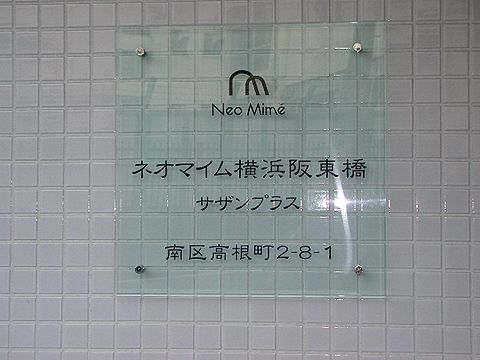 Neo Mimé
ネオマイム横浜阪東橋
サザンプラス
南区高根町2-8-1